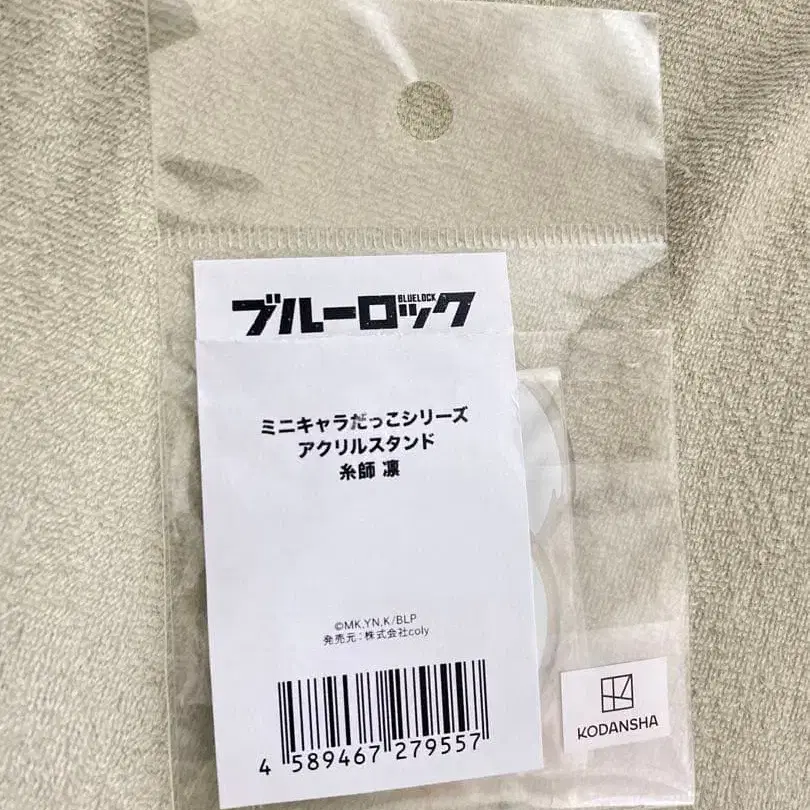 ブルーロック
BLUELOCK
ミニキャラだっこシリーズ
アクリルスタンド
糸師 凛
©MK,YN,K/BLP
発売元：株式会社coly
4 589467 279557
KODANSHA